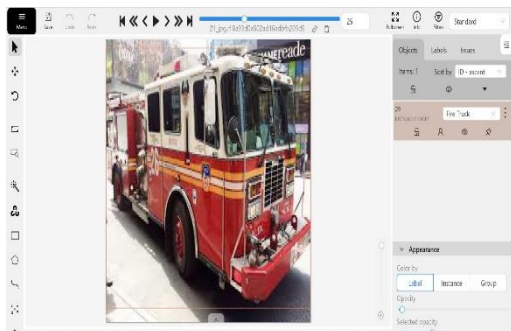 Menu
Save
Undo
Redo
25
Fullscreen
Info
Filters
Standard
Objects
Labels
Issues
Items: 1
Sort by
ID - ascent
Fire Truck
Appearance
Color by
Label
Instance
Group
Opacity
Selected opacity